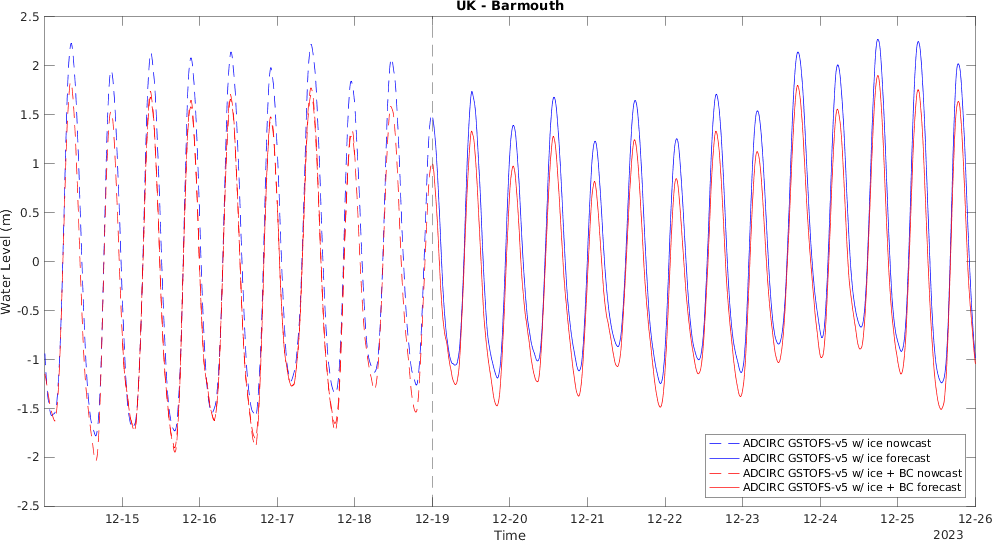 UK - Barmouth
2.5
2
1.5
1
0.5
0
-0.5
-1
-1.5
-2
-2.5
Water Level (m)
12-15 12-16 12-17 12-18 12-19 12-20 12-21 12-22 12-23 12-24 12-25 12-26
Time
2023
ADCIRC GSTOFS-v5 w/ ice nowcast
ADCIRC GSTOFS-v5 w/ ice forecast
ADCIRC GSTOFS-v5 w/ ice + BC nowcast
ADCIRC GSTOFS-v5 w/ ice + BC forecast